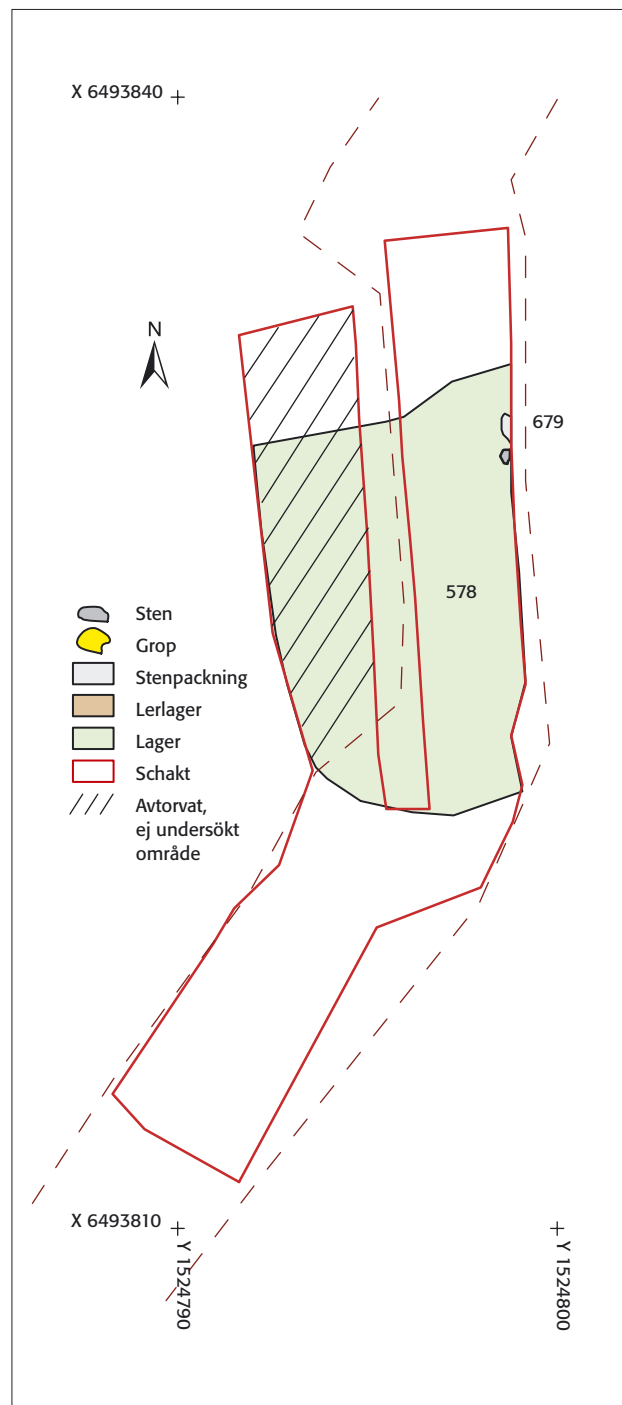 X 6493840
N
679
578
Sten
Grop
Stenpackning
Lerlager
Lager
Schakt
Avtorvat,
ej undersökt
område
X 6493810
Y 1524790
Y 1524800